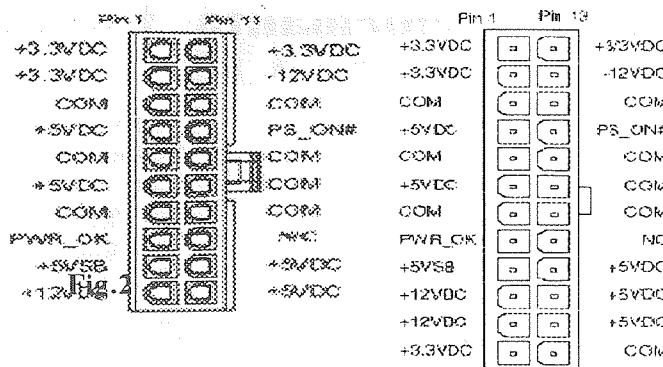 Pin 1 Pin 11
+3.3VDC +3.3VDC
+3.3VDC -12VDC
COM COM
+5VDC PS_ON#
COM COM
+5VDC COM
COM COM
PWR_OK
+5VSB +5VDC
+12VDC +5VDC
Fig.2
Pin 1 Pin 13
+3.3VDC +3.3VDC
+3.3VDC -12VDC
COM COM
+5VDC PS_ON#
COM COM
+5VDC COM
COM COM
PWR_OK NC
+5VSB +5VDC
+12VDC +5VDC
+12VDC +5VDC
+3.3VDC COM